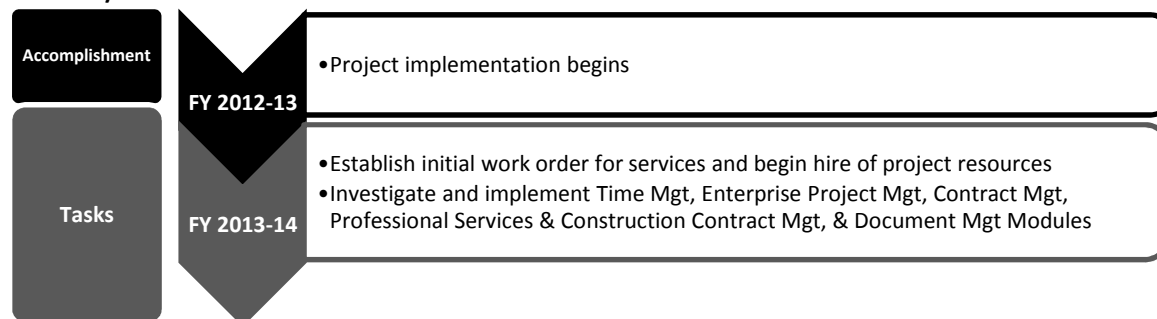 Accomplishment
FY 2012-13
•Project implementation begins
Tasks
FY 2013-14
•Establish initial work order for services and begin hire of project resources
•Investigate and implement Time Mgt, Enterprise Project Mgt, Contract Mgt,
Professional Services & Construction Contract Mgt, & Document Mgt Modules